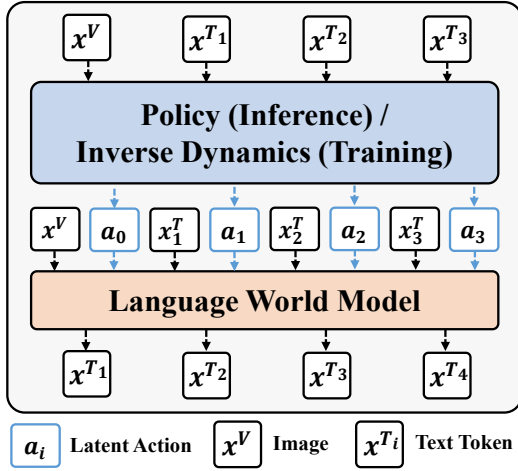 x^V x^{T_1} x^{T_2} x^{T_3}
Policy (Inference) /
Inverse Dynamics (Training)
x^V a_0 x_1^T a_1 x_2^T a_2 x_3^T a_3
Language World Model
x^{T_1} x^{T_2} x^{T_3} x^{T_4}
a_i Latent Action x^V Image x^{T_i} Text Token